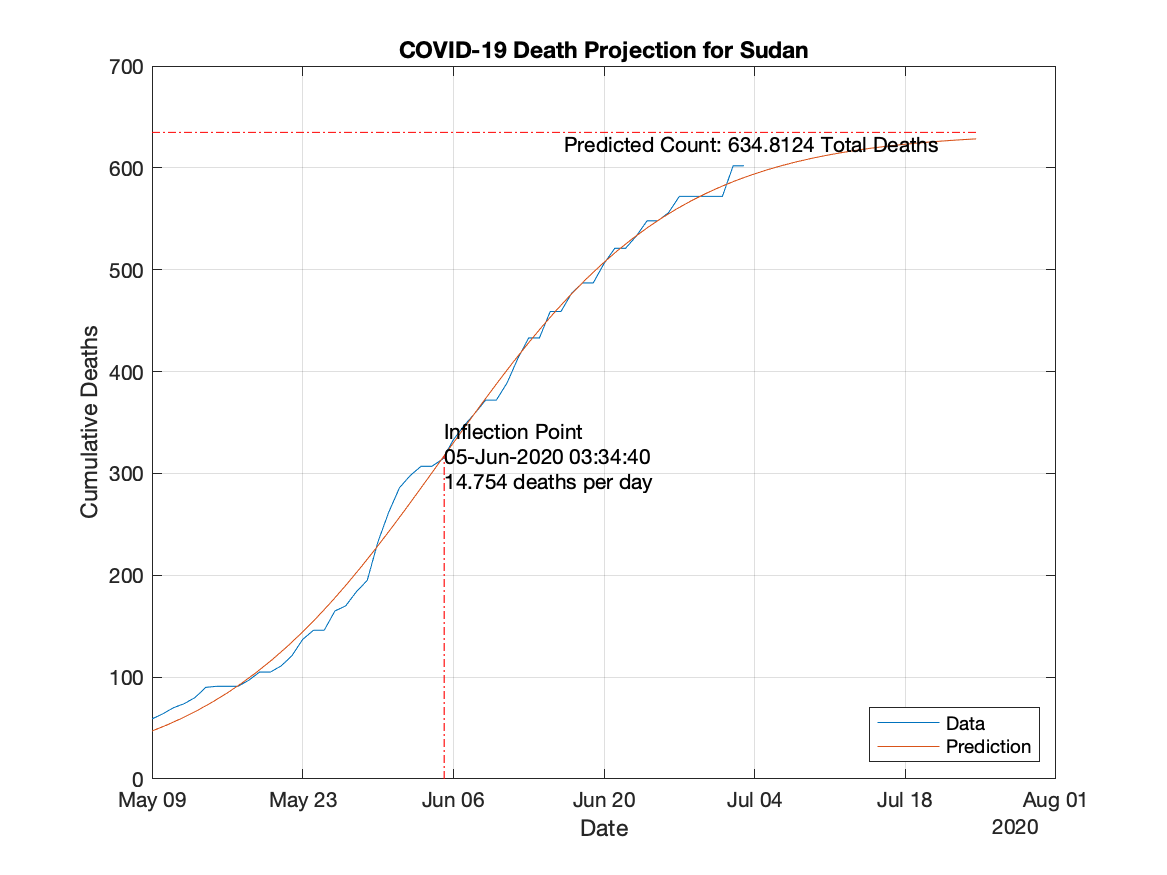 COVID-19 Death Projection for Sudan
700
600
500
400
300
200
100
0
Cumulative Deaths
Predicted Count: 634.8124 Total Deaths
Inflection Point
05-Jun-2020 03:34:40
14.754 deaths per day
Data
Prediction
May 09 May 23 Jun 06 Jun 20 Jul 04 Jul 18 Aug 01
Date
2020